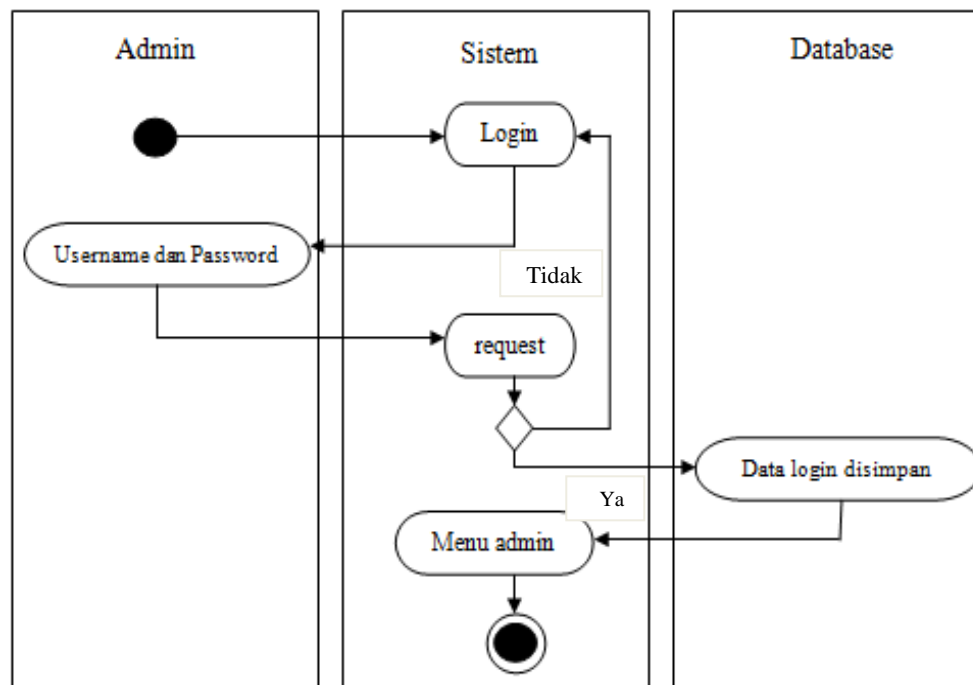 Admin
Sistem
Database
Login
Username dan Password
Tidak
request
Data login disimpan
Ya
Menu admin